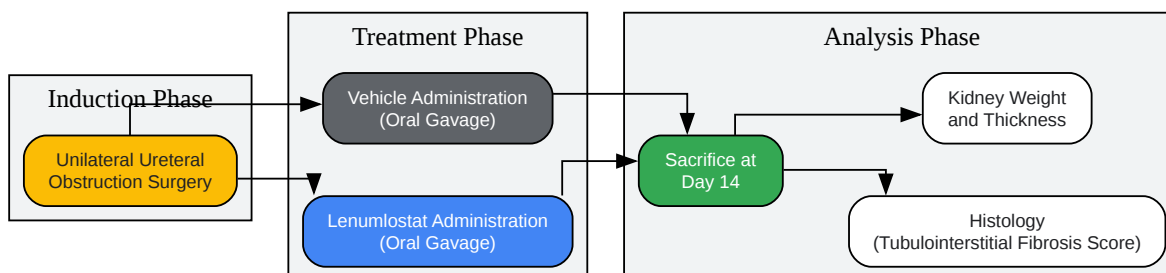 Induction Phase
Unilateral Ureteral
Obstruction Surgery
Treatment Phase
Vehicle Administration
(Oral Gavage)
Lenumlostat Administration
(Oral Gavage)
Analysis Phase
Sacrifice at
Day 14
Kidney Weight
and Thickness
Histology
(Tubulointerstitial Fibrosis Score)